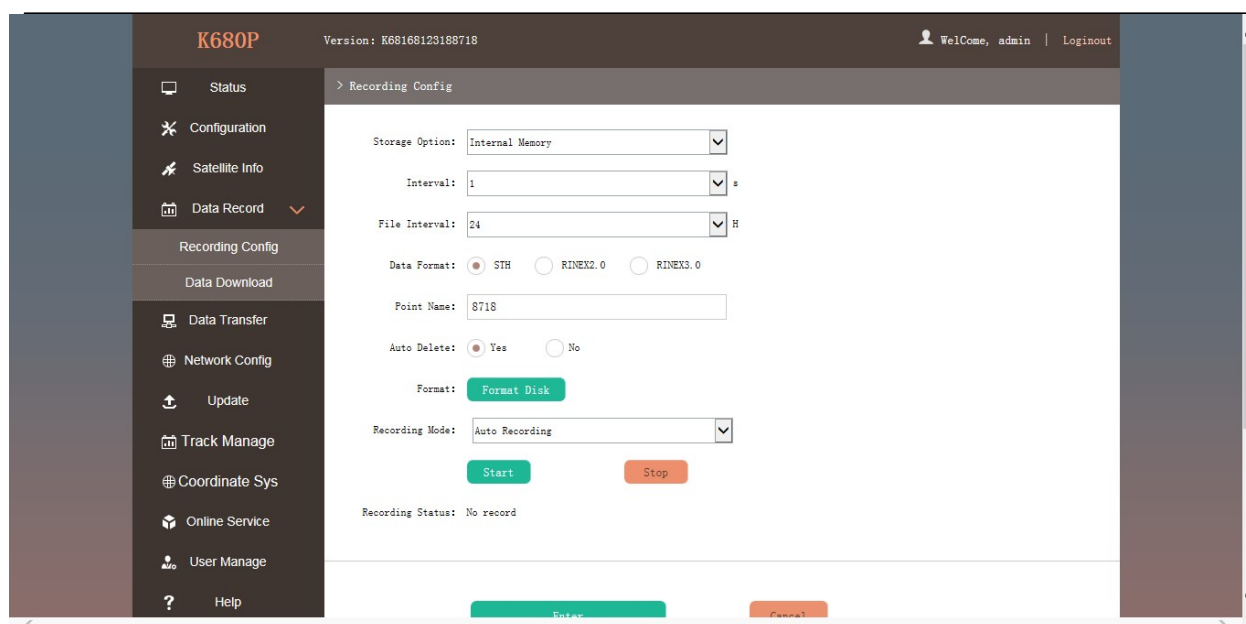 K680P
Version: K68168123188718
WelCome, admin | Loginout
Status
Configuration
Satellite Info
Data Record
Recording Config
Data Download
Data Transfer
Network Config
Update
Track Manage
Coordinate Sys
Online Service
User Manage
? Help
> Recording Config
Storage Option: Internal Memory
Interval: 1 s
File Interval: 24 H
Data Format: STH RINEX2.0 RINEX3.0
Point Name: 8718
Auto Delete: Yes No
Format: Format Disk
Recording Mode: Auto Recording
Start Stop
Recording Status: No record
Enter Cancel